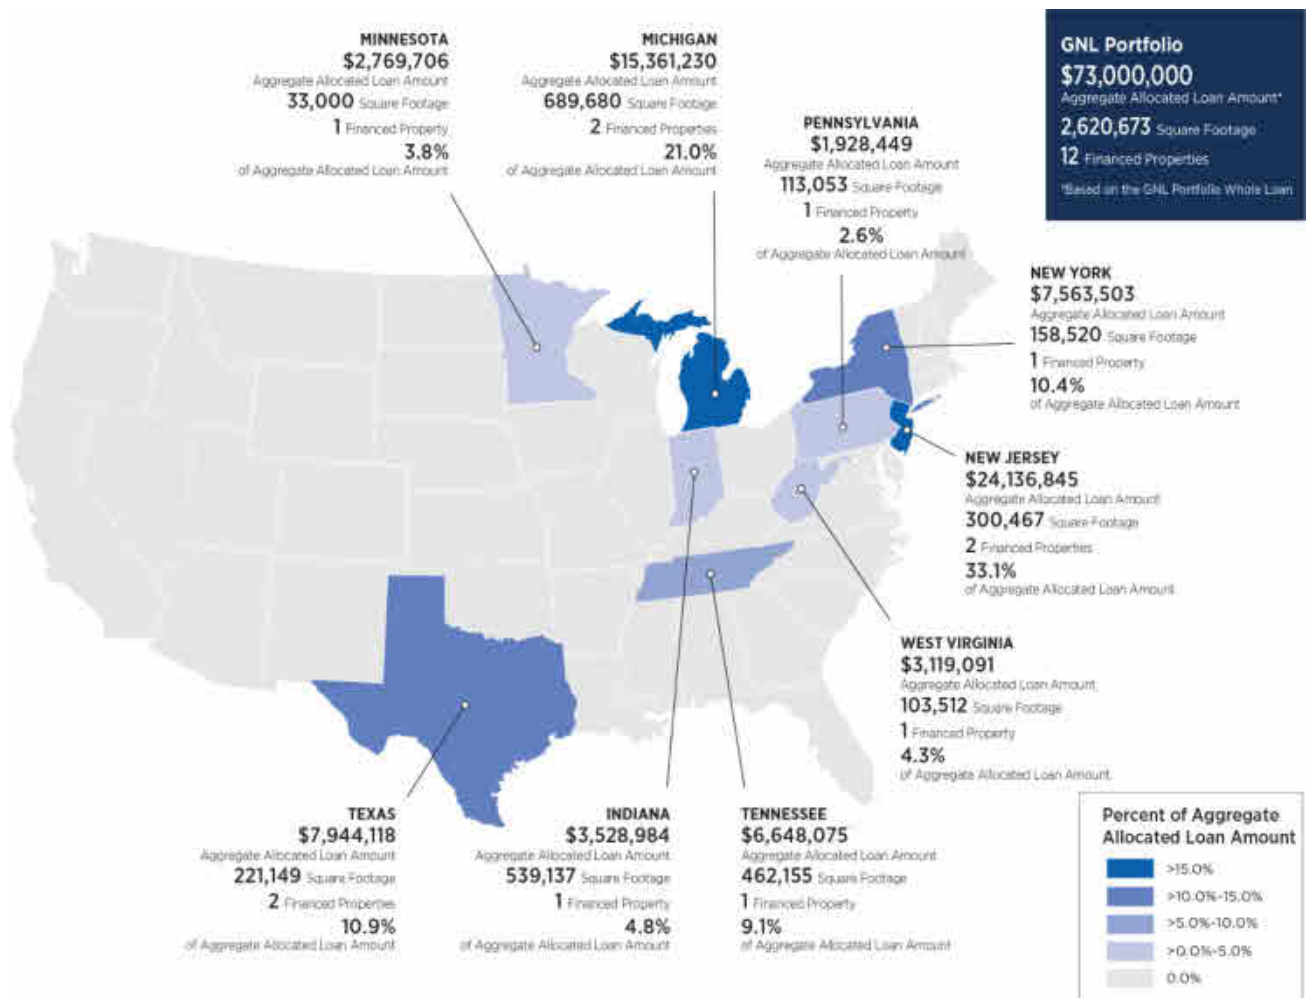 MINNESOTA
$2,769,706
Aggregate Allocated Loan Amount
33,000 Square Footage
1 Financed Property
3.8%
of Aggregate Allocated Loan Amount
MICHIGAN
$15,361,230
Aggregate Allocated Loan Amount
689,680 Square Footage
2 Financed Properties
21.0%
of Aggregate Allocated Loan Amount
PENNSYLVANIA
$1,928,449
Aggregate Allocated Loan Amount
113,053 Square Footage
1 Financed Property
2.6%
of Aggregate Allocated Loan Amount
GNL Portfolio
$73,000,000
Aggregate Allocated Loan Amount*
2,620,673 Square Footage
12 Financed Properties
*Based on the GNL Portfolio Whole Loan
NEW YORK
$7,563,503
Aggregate Allocated Loan Amount
158,520 Square Footage
1 Financed Property
10.4%
of Aggregate Allocated Loan Amount
NEW JERSEY
$24,136,845
Aggregate Allocated Loan Amount
300,467 Square Footage
2 Financed Properties
33.1%
of Aggregate Allocated Loan Amount
WEST VIRGINIA
$3,119,091
Aggregate Allocated Loan Amount
103,512 Square Footage
1 Financed Property
4.3%
of Aggregate Allocated Loan Amount
TEXAS
$7,944,118
Aggregate Allocated Loan Amount
221,149 Square Footage
2 Financed Properties
10.9%
of Aggregate Allocated Loan Amount
INDIANA
$3,528,984
Aggregate Allocated Loan Amount
539,137 Square Footage
1 Financed Property
4.8%
of Aggregate Allocated Loan Amount
TENNESSEE
$6,648,075
Aggregate Allocated Loan Amount
462,155 Square Footage
1 Financed Property
9.1%
of Aggregate Allocated Loan Amount
Percent of Aggregate
Allocated Loan Amount
>15.0%
>10.0%-15.0%
>5.0%-10.0%
>0.0%-5.0%
0.0%